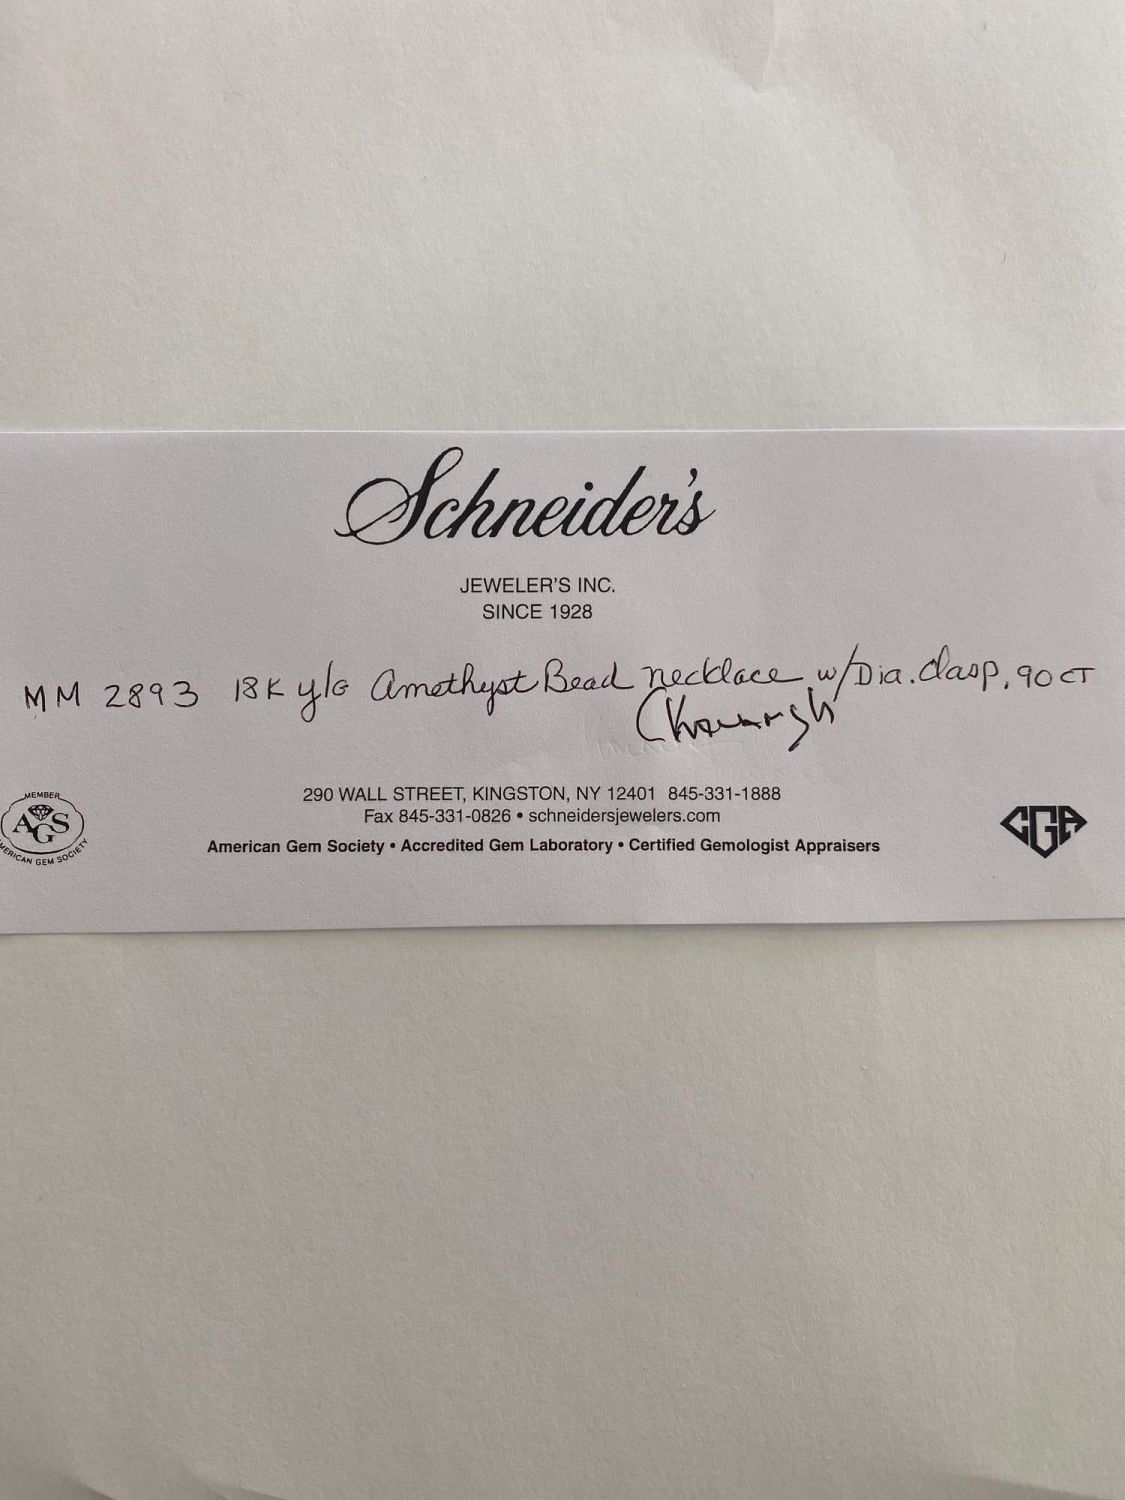 Schneider's
JEWELER'S INC.
SINCE 1928
MM 2893 18K y/G Amethyst Bead necklace w/Dia. clasp, 90 CT
290 WALL STREET, KINGSTON, NY 12401 845-331-1888
Fax 845-331-0826 • schneidersjewelers.com
American Gem Society • Accredited Gem Laboratory • Certified Gemologist Appraisers
MEMBER
AGS
AMERICAN GEM SOCIETY
CGA